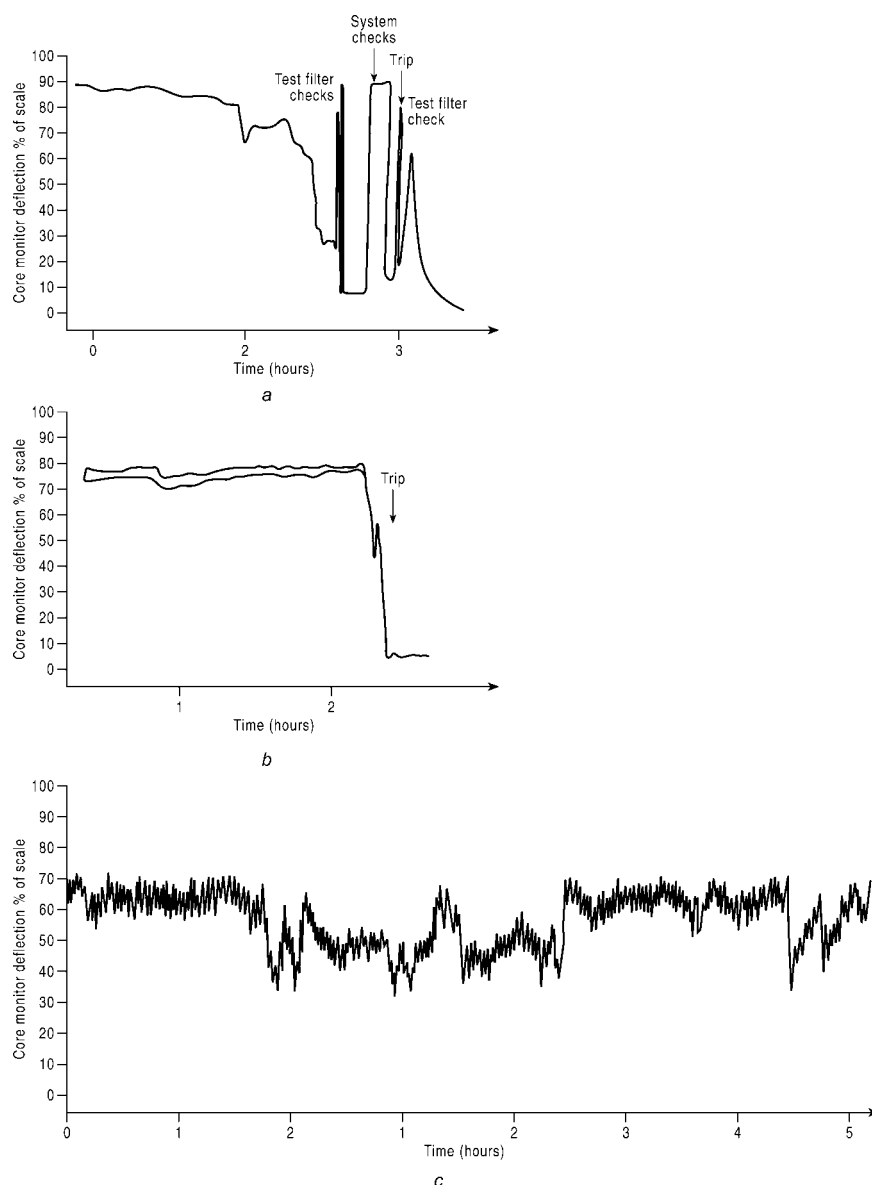 System
checks
Trip
Test filter
checks
Test filter
check
Core monitor deflection % of scale
100
90
80
70
60
50
40
30
20
10
0
0 2 3
Time (hours)
a
Core monitor deflection % of scale
100
90
80
70
60
50
40
30
20
10
0
Trip
1 2
Time (hours)
b
Core monitor deflection % of scale
100
90
80
70
60
50
40
30
20
10
0
0 1 2 1 2 3 4 5
Time (hours)
c